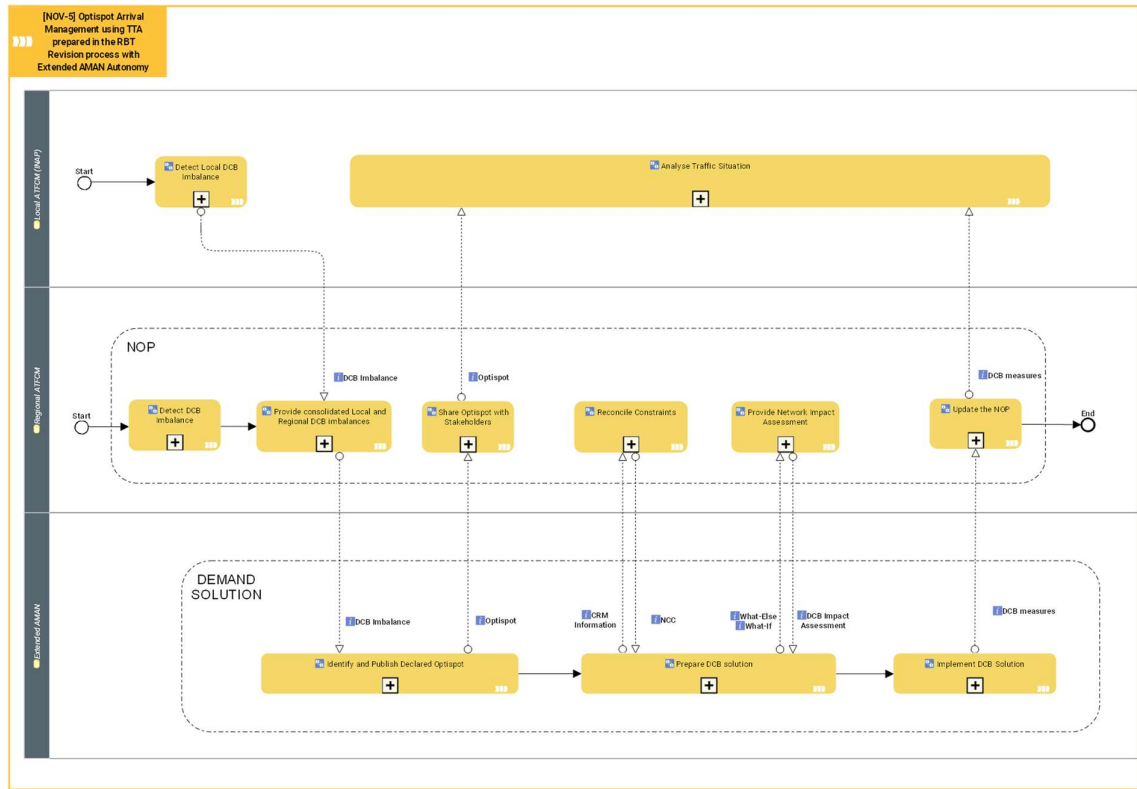 [NOV-5] Optispot Arrival
Management using TTA
prepared in the RBT
Revision process with
Extended AMAN Autonomy
Local ATFCM (INAP)
Start
Detect Local DCB
Imbalance
Analyse Traffic Situation
Regional ATFCM
NOP
DCB Imbalance
Optispot
DCB measures
Start
Detect DCB
Imbalance
Provide consolidated Local and
Regional DCB imbalances
Share Optispot with
Stakeholders
Reconcile Constraints
Provide Network Impact
Assessment
Update the NOP
End
Extended AMAN
DEMAND
SOLUTION
DCB Imbalance
Optispot
CRM
Information
NCC
What-Else
What-If
DCB Impact
Assessment
DCB measures
Identify and Publish Declared Optispot
Prepare DCB solution
Implement DCB Solution